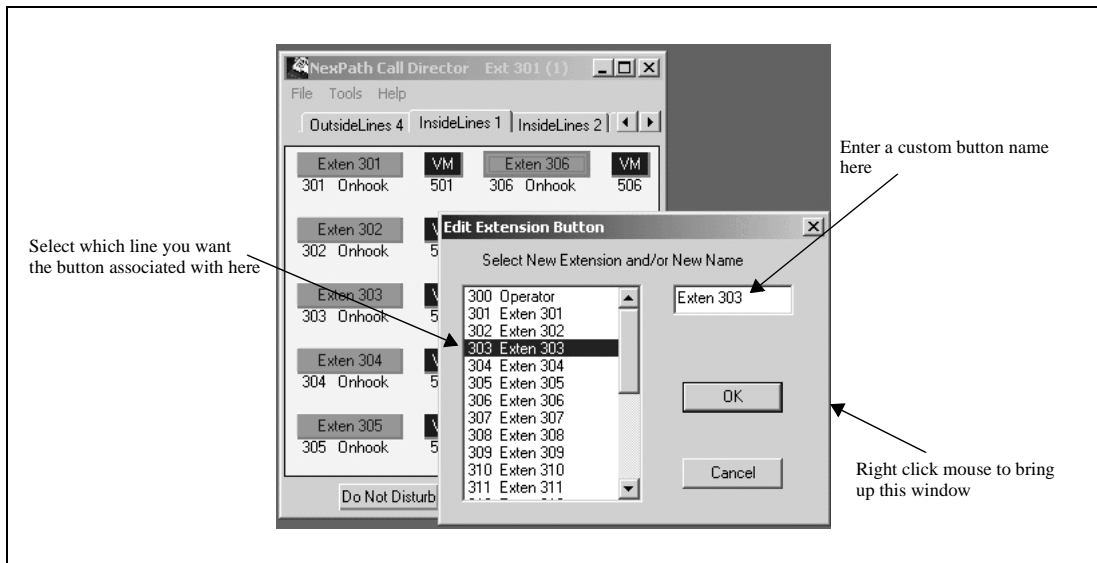 NexPath Call Director Ext 301 (1)
File Tools Help
OutsideLines 4 InsideLines 1 InsideLines 2
Exten 301 VM Exten 306 VM
301 Onhook 501 306 Onhook 506
Exten 302
302 Onhook 5
Exten 303
303 Onhook 5
Exten 304
304 Onhook 5
Exten 305
305 Onhook 5
Do Not Disturb
Edit Extension Button
Select New Extension and/or New Name
300 Operator
301 Exten 301
302 Exten 302
303 Exten 303
304 Exten 304
305 Exten 305
306 Exten 306
307 Exten 307
308 Exten 308
309 Exten 309
310 Exten 310
311 Exten 311
Exten 303
OK
Cancel
Select which line you want
the button associated with here
Enter a custom button name
here
Right click mouse to bring
up this window